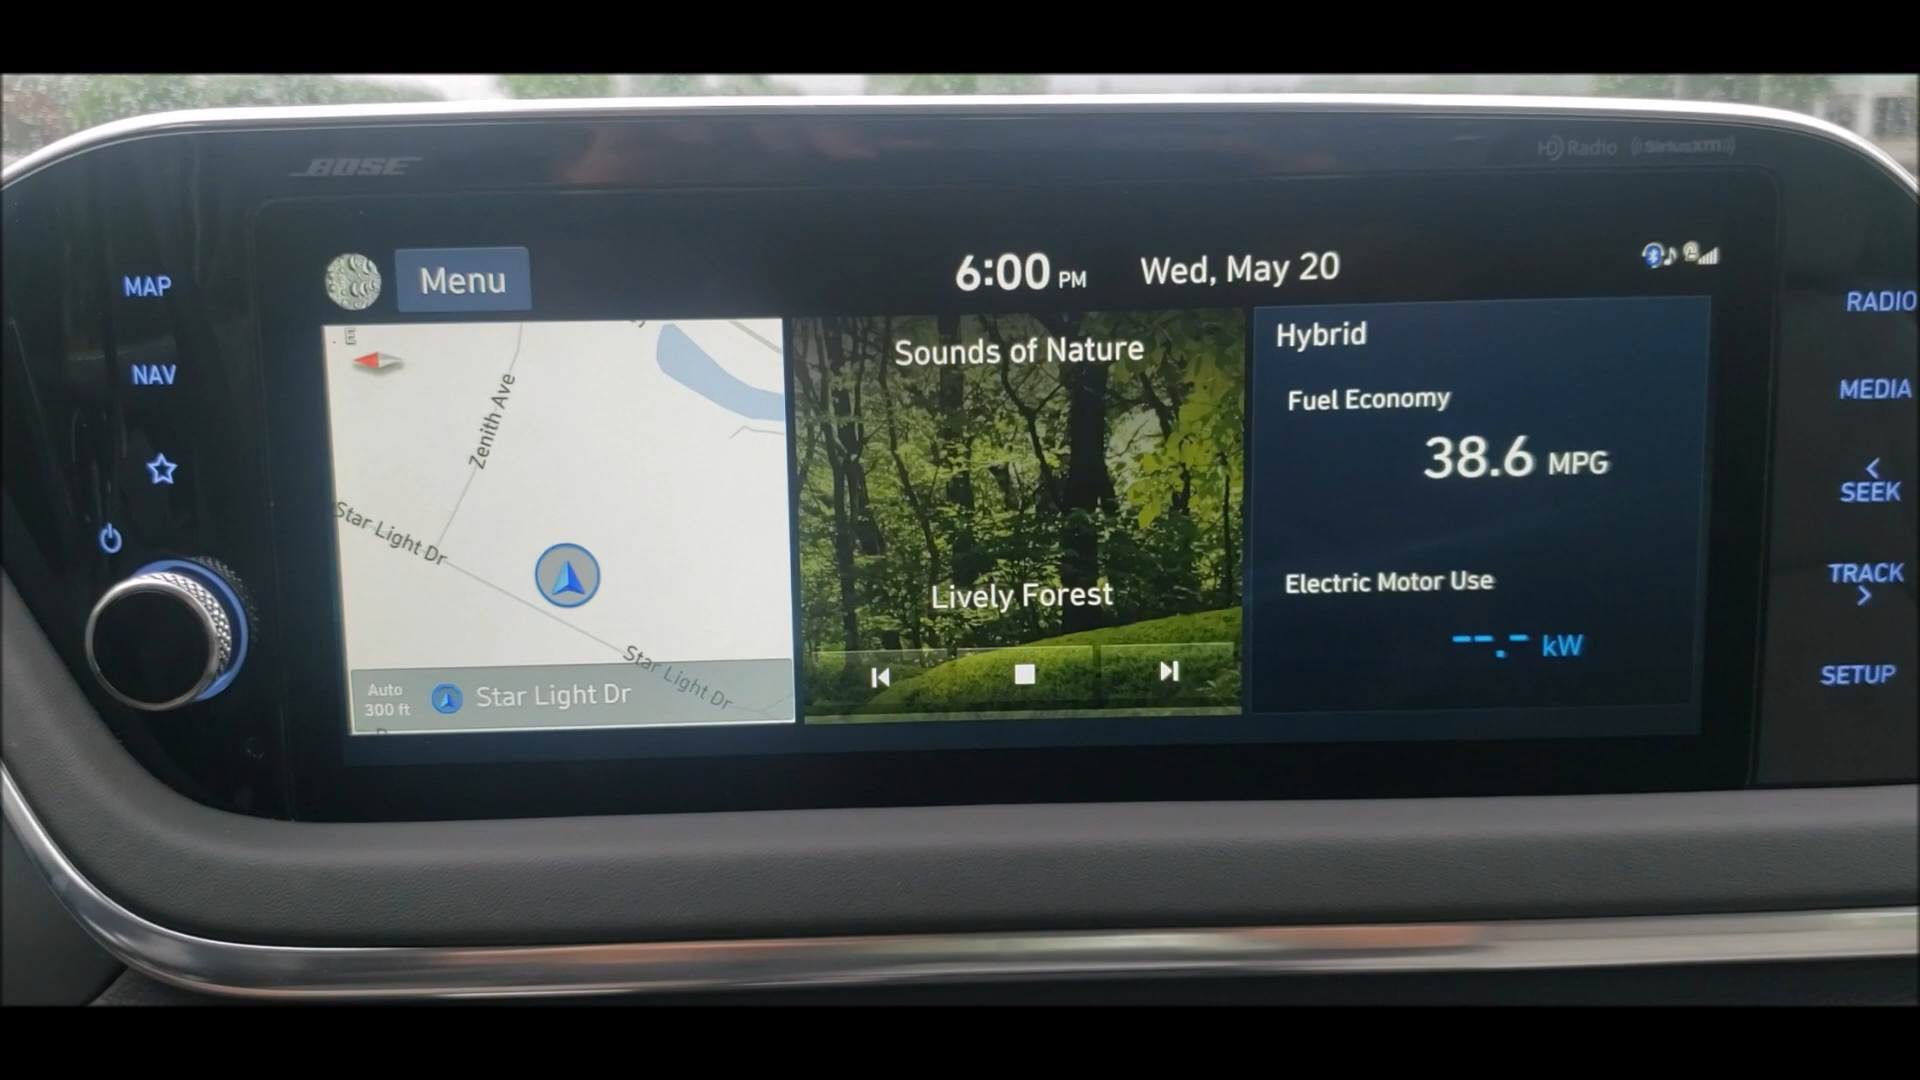 BOSE
HD Radio ((SiriusXM))
MAP
NAV
Menu
6:00 PM
Wed, May 20
E
Zenith Ave
Star Light Dr
Star Light Dr
Auto
300 ft
Star Light Dr
Sounds of Nature
Lively Forest
Hybrid
Fuel Economy
38.6 MPG
Electric Motor Use
--.- kW
RADIO
MEDIA
< SEEK
TRACK >
SETUP